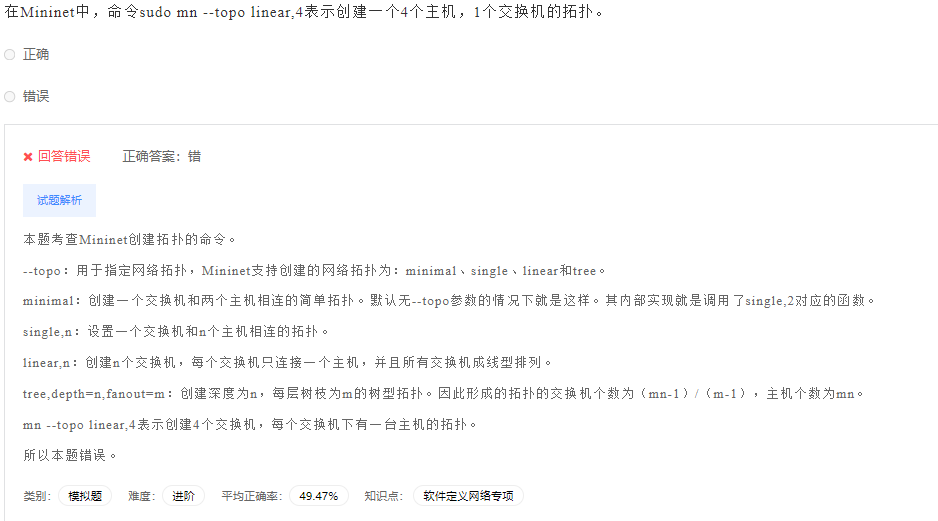 在Mininet中，命令sudo mn --topo linear,4表示创建一个4个主机，1个交换机的拓扑。
正确
错误
✖ 回答错误 正确答案：错
试题解析
本题考查Mininet创建拓扑的命令。
--topo：用于指定网络拓扑，Mininet支持创建的网络拓扑为：minimal、single、linear和tree。
minimal：创建一个交换机和两个主机相连的简单拓扑。默认无--topo参数的情况下就是这样。其内部实现就是调用了single,2对应的函数。
single,n：设置一个交换机和n个主机相连的拓扑。
linear,n：创建n个交换机，每个交换机只连接一个主机，并且所有交换机成线型排列。
tree,depth=n,fanout=m：创建深度为n，每层树枝为m的树型拓扑。因此形成的拓扑的交换机个数为（mn-1）/（m-1），主机个数为mn。
mn --topo linear,4表示创建4个交换机，每个交换机下有一台主机的拓扑。
所以本题错误。
类别： 模拟题 难度： 进阶 平均正确率： 49.47% 知识点： 软件定义网络专项